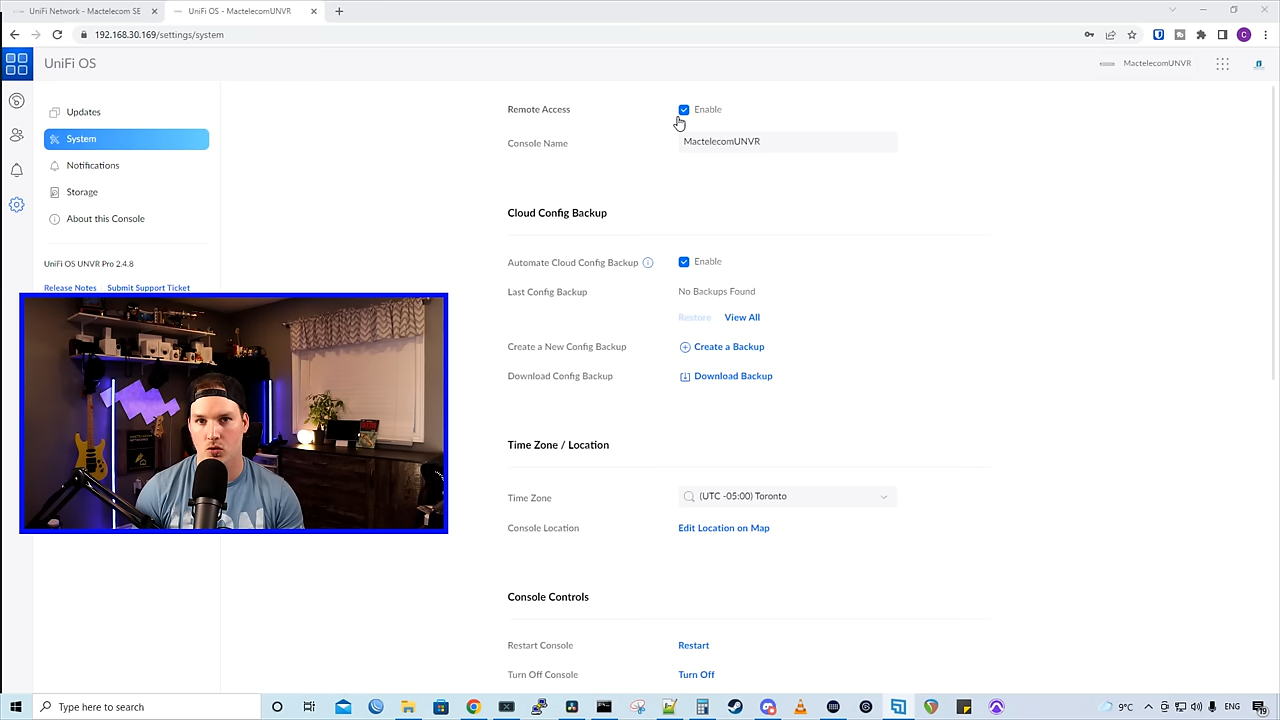 UniFi Network - Mactelecom SE
UniFi OS - MactelecomUNVR
192.168.30.169/settings/system
UniFi OS
MactelecomUNVR
Updates
System
Notifications
Storage
About this Console
UniFi OS UNVR Pro 2.4.8
Release Notes Submit Support Ticket
Remote Access Enable
Console Name MactelecomUNVR
Cloud Config Backup
Automate Cloud Config Backup Enable
Last Config Backup No Backups Found
Restore View All
Create a New Config Backup Create a Backup
Download Config Backup Download Backup
Time Zone / Location
Time Zone (UTC -05:00) Toronto
Console Location Edit Location on Map
Console Controls
Restart Console Restart
Turn Off Console Turn Off
Type here to search
9°C
ENG